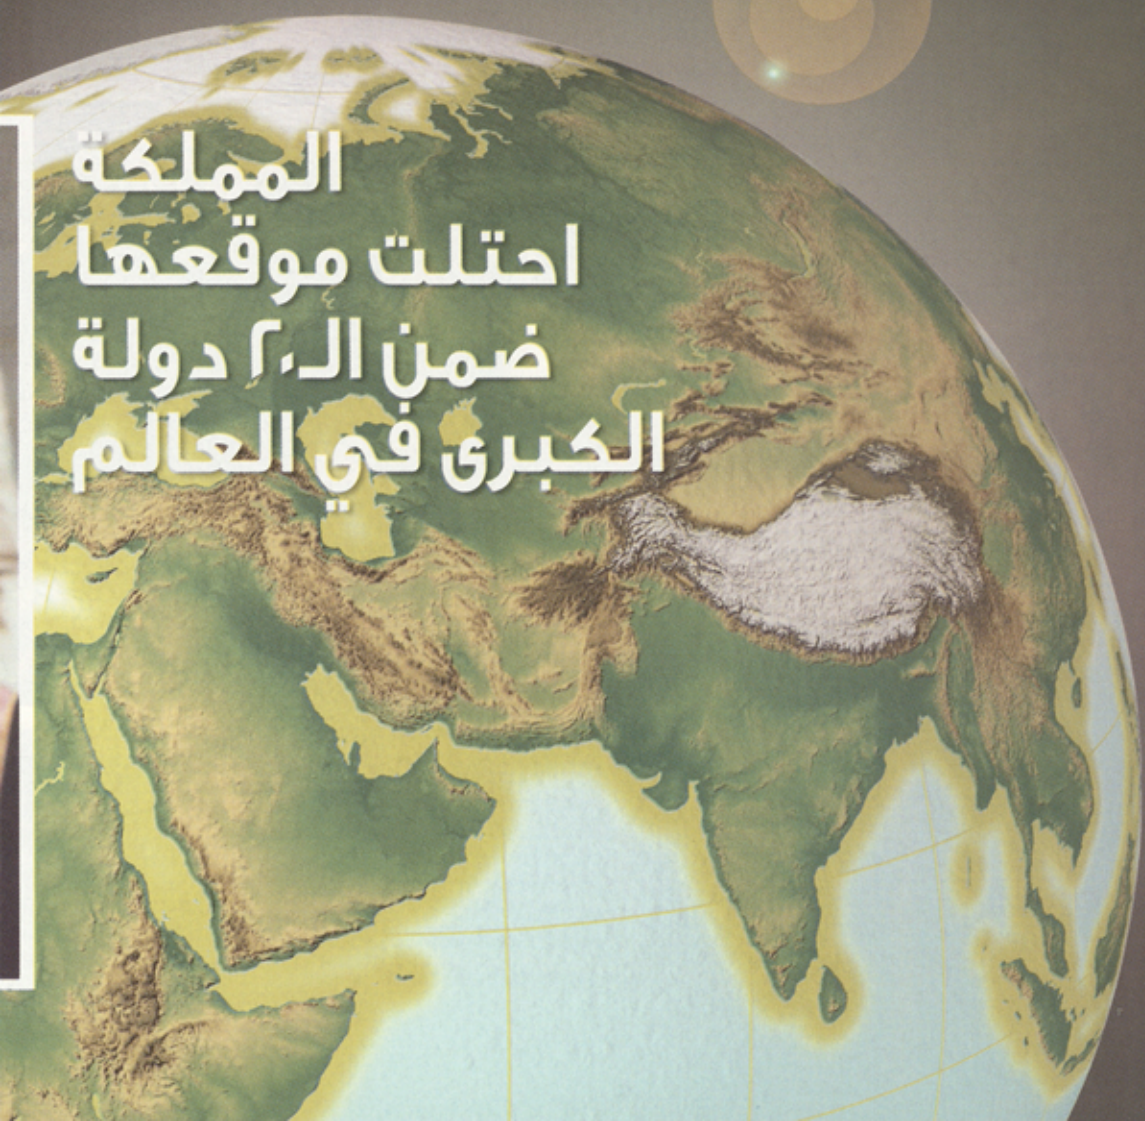 المملكة
احتلت موقعها
ضمن الـ٢٠ دولة
الكبرى في العالم